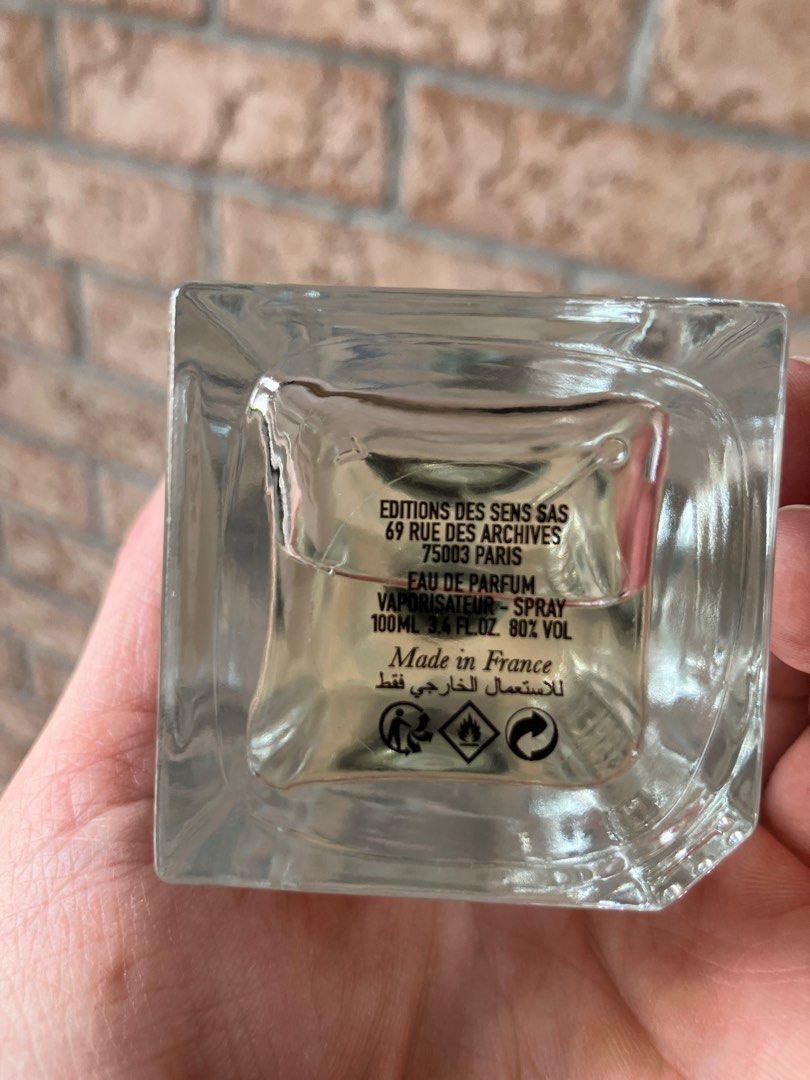 EDITIONS DES SENS SAS
69 RUE DES ARCHIVES
75003 PARIS
EAU DE PARFUM
VAPORISATEUR - SPRAY
100ML 3,4 FL.OZ. 80% VOL
Made in France
للاستعمال الخارجي فقط